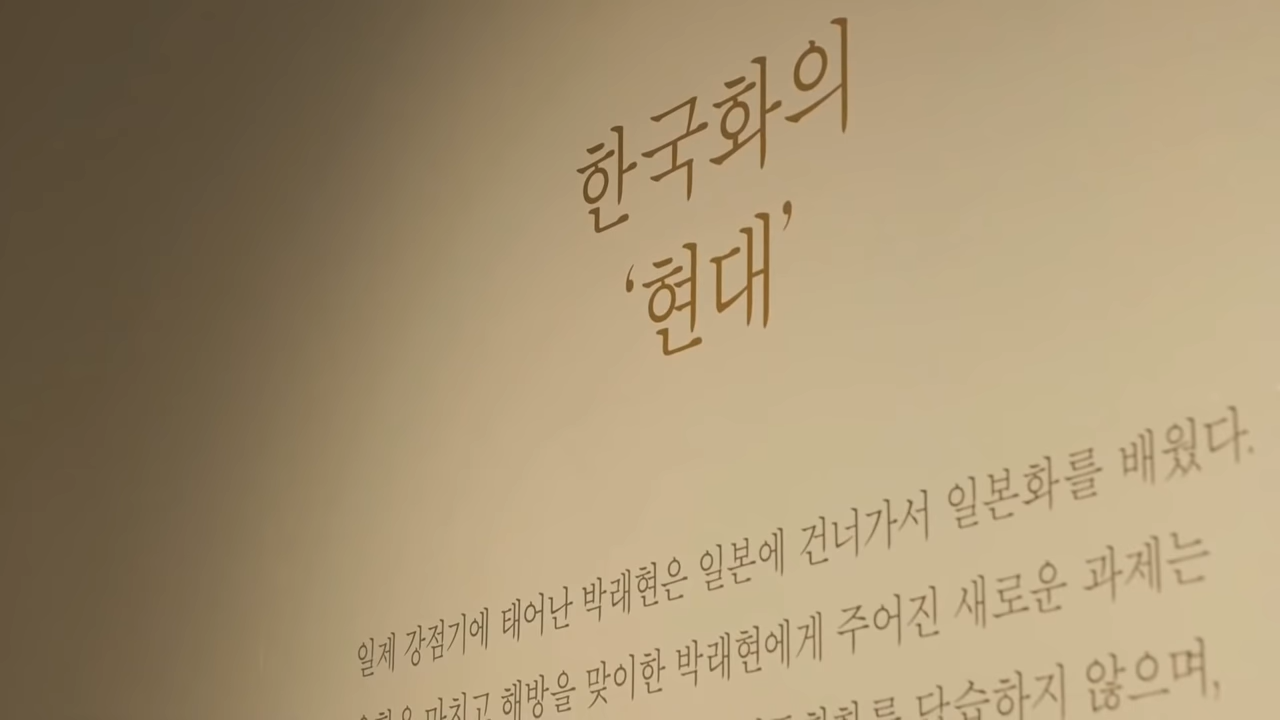 한국화의
‘현대’
일제 강점기에 태어난 박래현은 일본에 건너가서 일본화를 배웠다.
마치고 해방을 맞이한 박래현에게 주어진 새로운 과제는
답습하지 않으며,